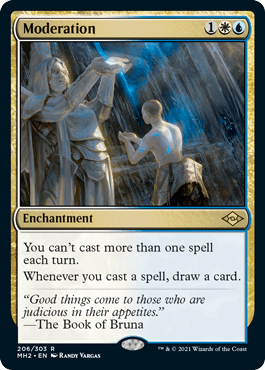 Moderation 1
Enchantment
You can't cast more than one spell
each turn.
Whenever you cast a spell, draw a card.
"Good things come to those who are
judicious in their appetites."
—The Book of Bruna
206/303 R
MH2 • EN RANDY VARGAS ™ & © 2021 Wizards of the Coast